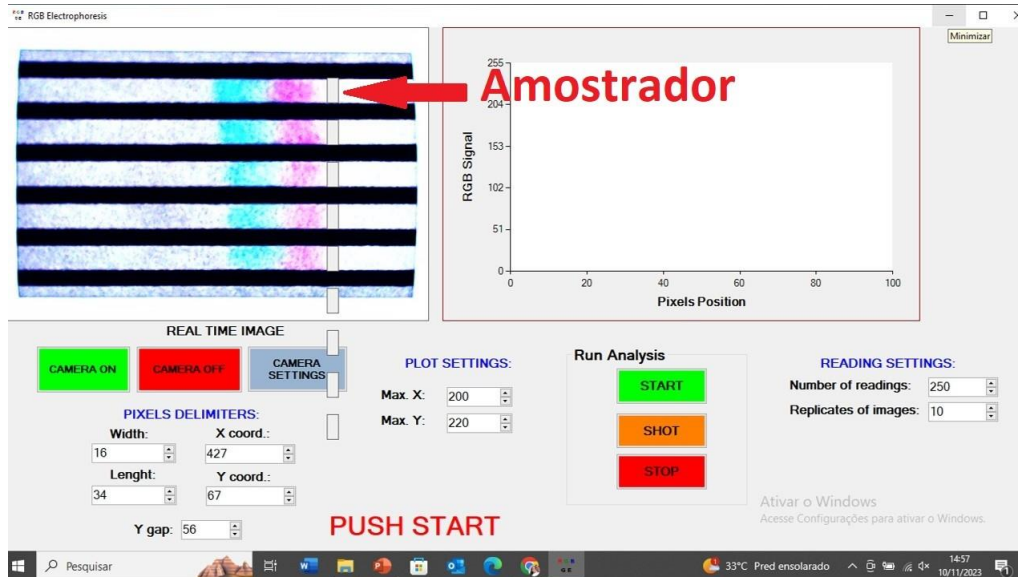 RGB Electrophoresis
Minimizar
Amostrador
255
204
153
102
51
0
RGB Signal
0 20 40 60 80 100
Pixels Position
REAL TIME IMAGE
CAMERA ON
CAMERA OFF
CAMERA
SETTINGS
PIXELS DELIMITERS:
Width: X coord.:
16 427
Lenght: Y coord.:
34 67
Y gap: 56
PLOT SETTINGS:
Max. X: 200
Max. Y: 220
Run Analysis
START
SHOT
STOP
READING SETTINGS:
Number of readings: 250
Replicates of images: 10
PUSH START
Ativar o Windows
Acesse Configurações para ativar o Windows.
Pesquisar
33°C Pred ensolarado
14:57
10/11/2023